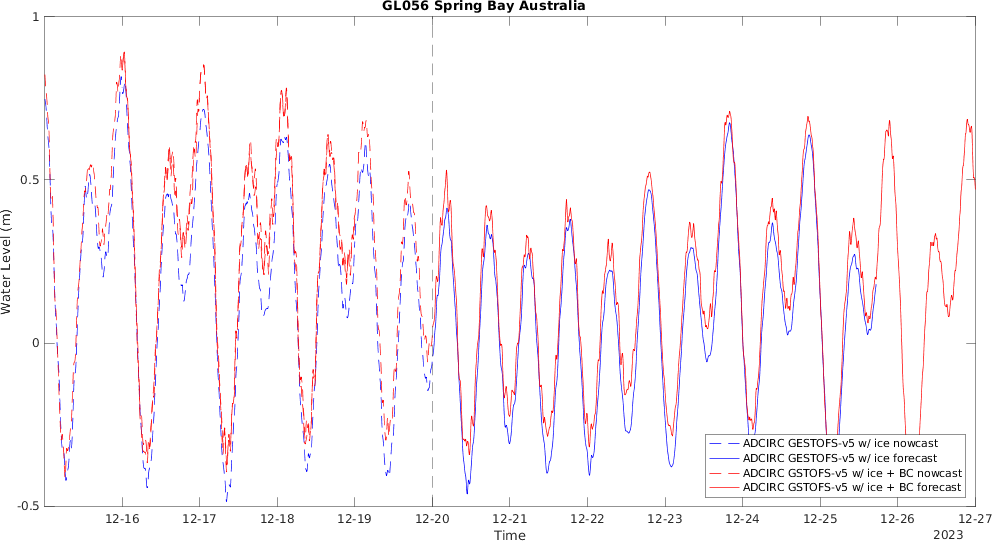 GL056 Spring Bay Australia
1
0.5
0
-0.5
Water Level (m)
12-16
12-17
12-18
12-19
12-20
12-21
12-22
12-23
12-24
12-25
12-26
12-27
Time
2023
ADCIRC GESTOFS-v5 w/ ice nowcast
ADCIRC GESTOFS-v5 w/ ice forecast
ADCIRC GSTOFS-v5 w/ ice + BC nowcast
ADCIRC GSTOFS-v5 w/ ice + BC forecast